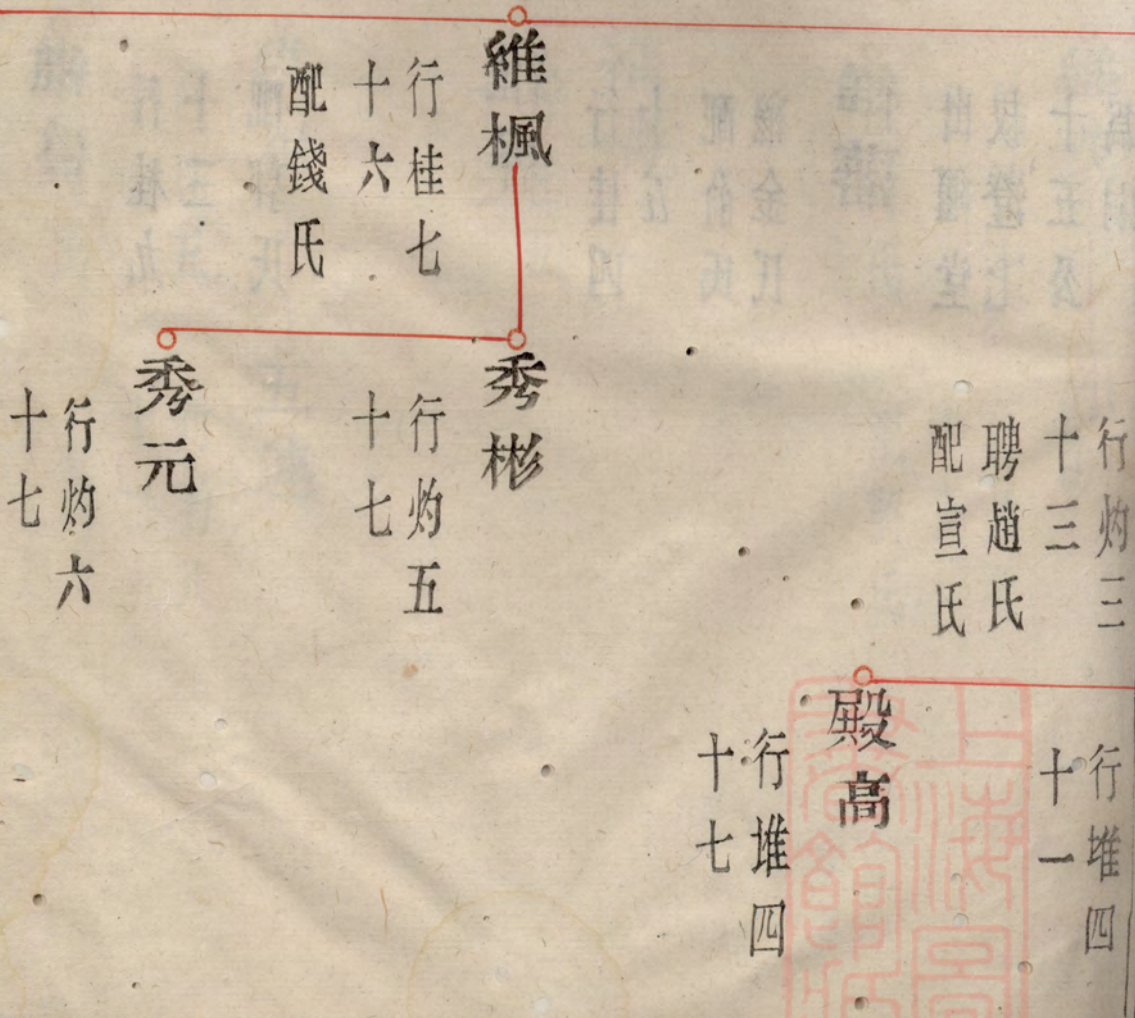 行灼三
十三
聘趙氏
配宣氏
行堆四
十一
殿高
行堆四
十七
維楓
行桂七
十六
配錢氏
秀彬
行灼五
十七
秀元
行灼六
十七